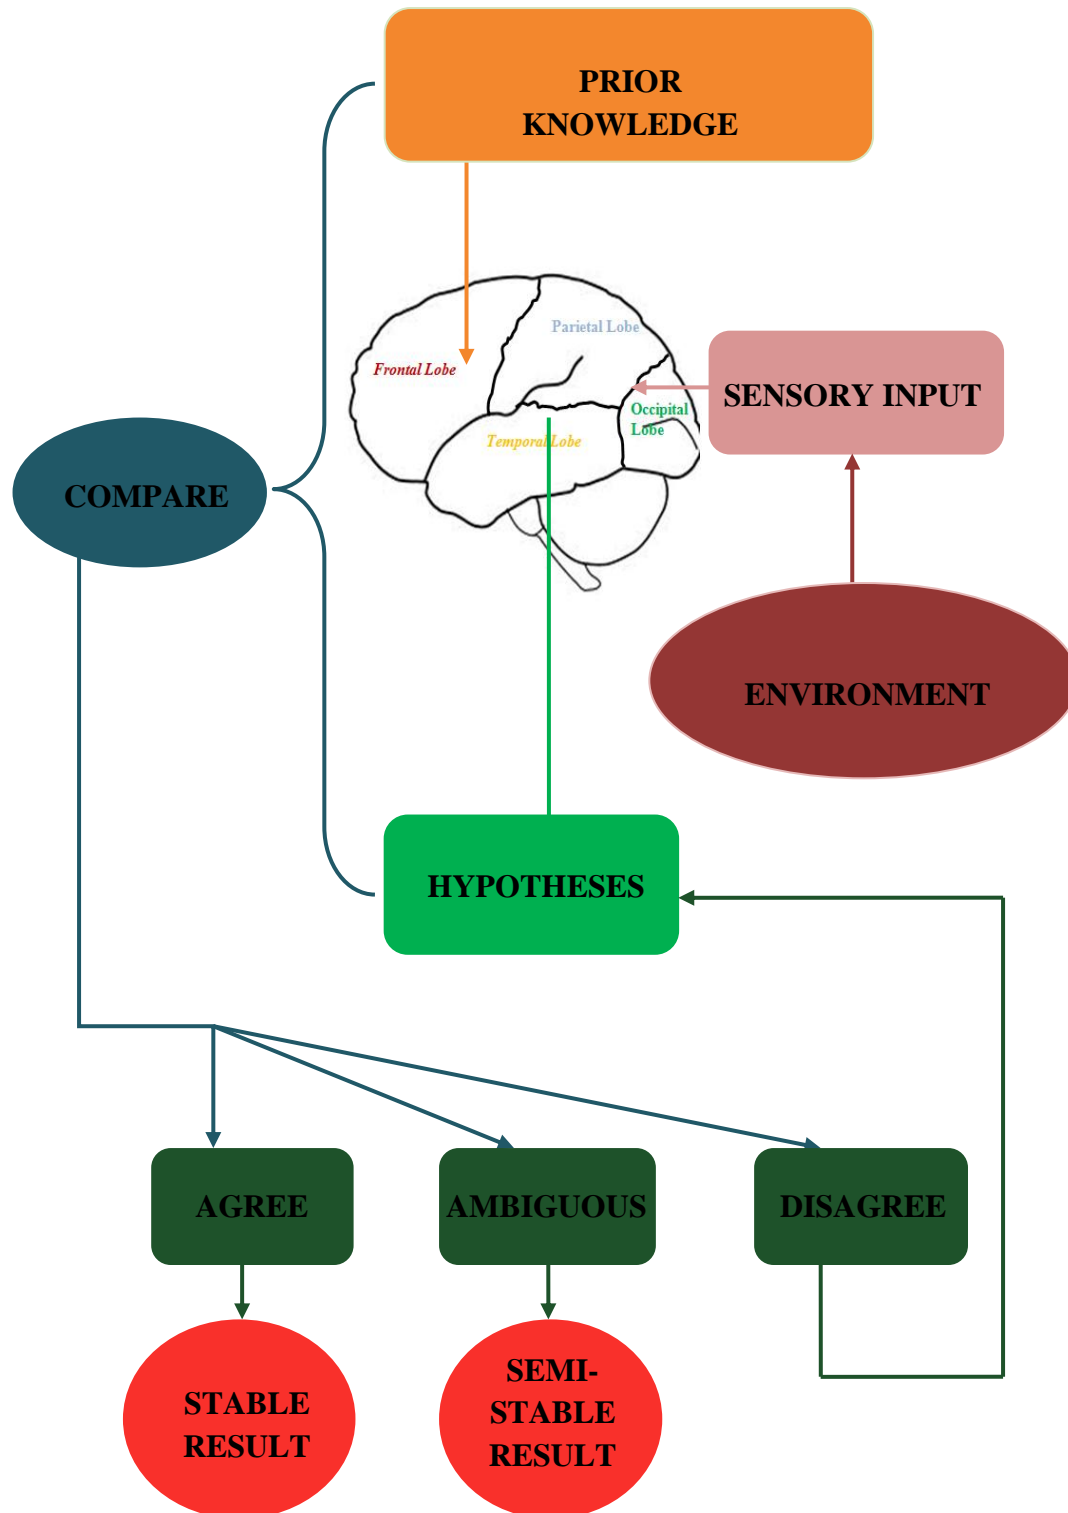 PRIOR
KNOWLEDGE
Parietal Lobe
Frontal Lobe
SENSORY INPUT
Occipital
Lobe
Temporal Lobe
COMPARE
ENVIRONMENT
HYPOTHESES
AGREE
AMBIGUOUS
DISAGREE
STABLE
RESULT
SEMI-
STABLE
RESULT